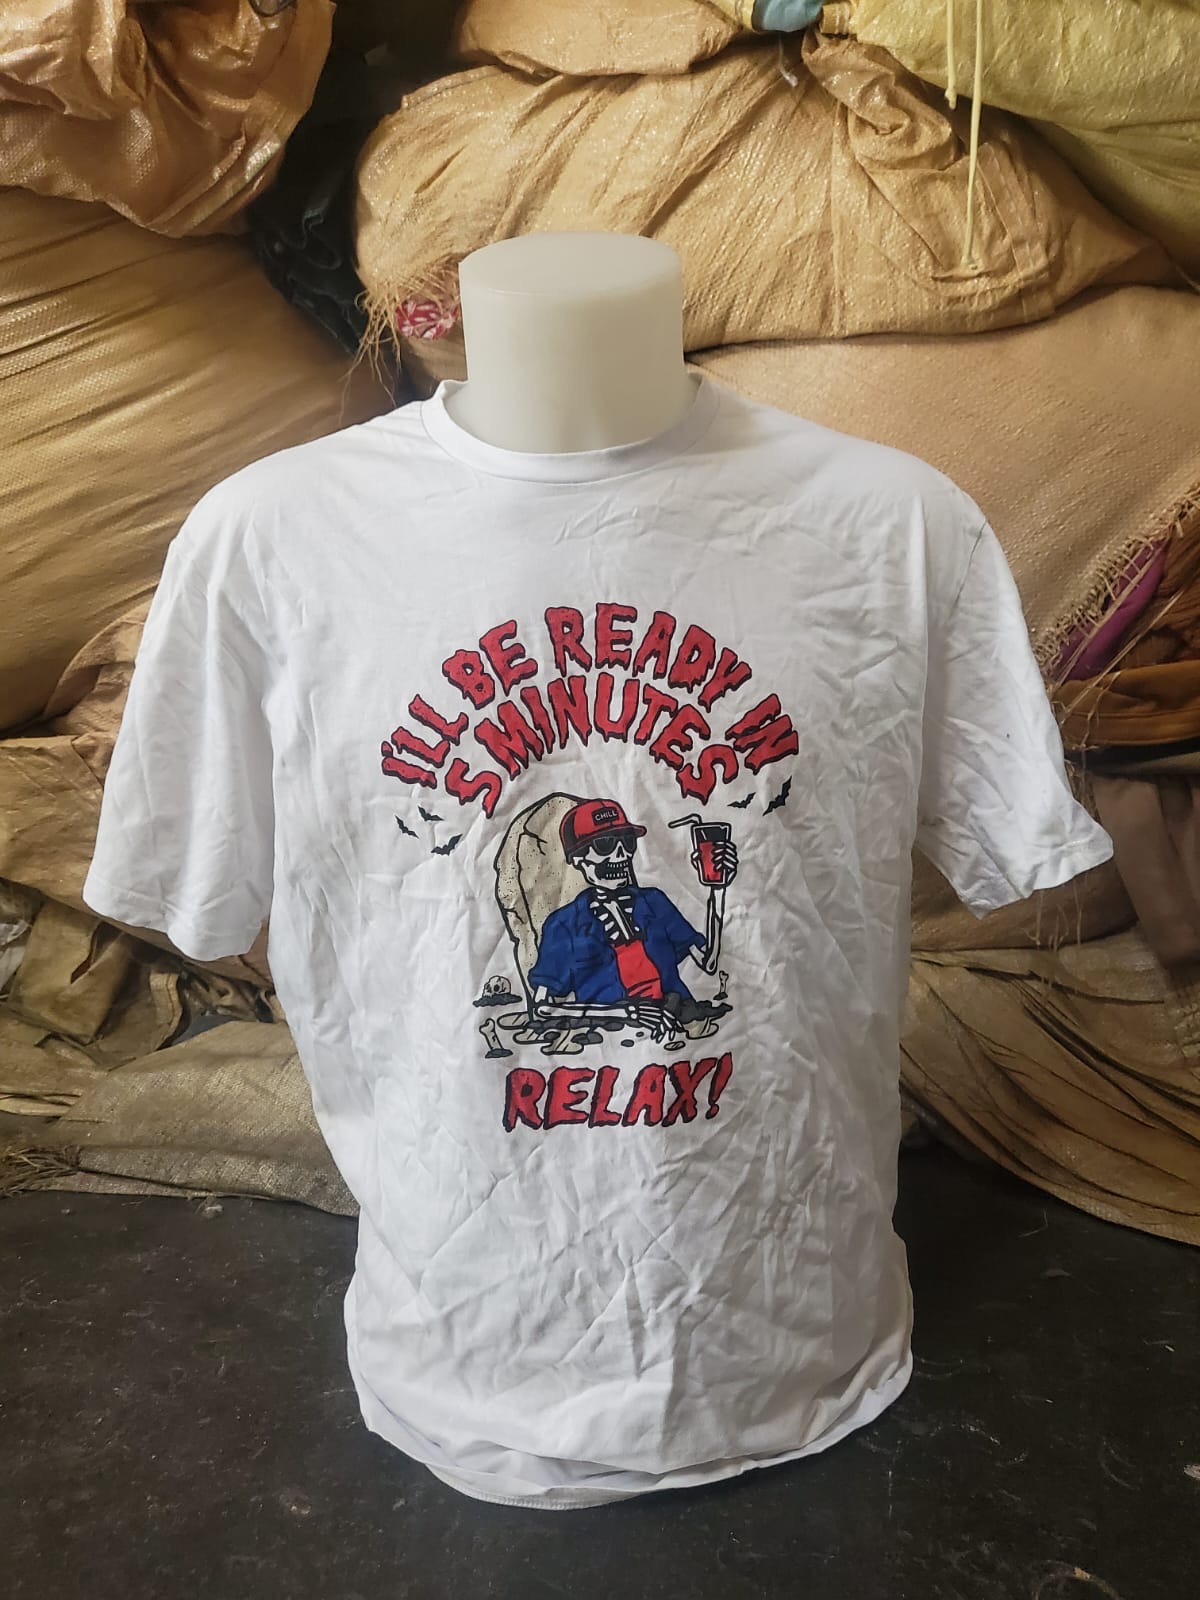 I'LL BE READY IN
5 MINUTES
CHILL
RELAX!